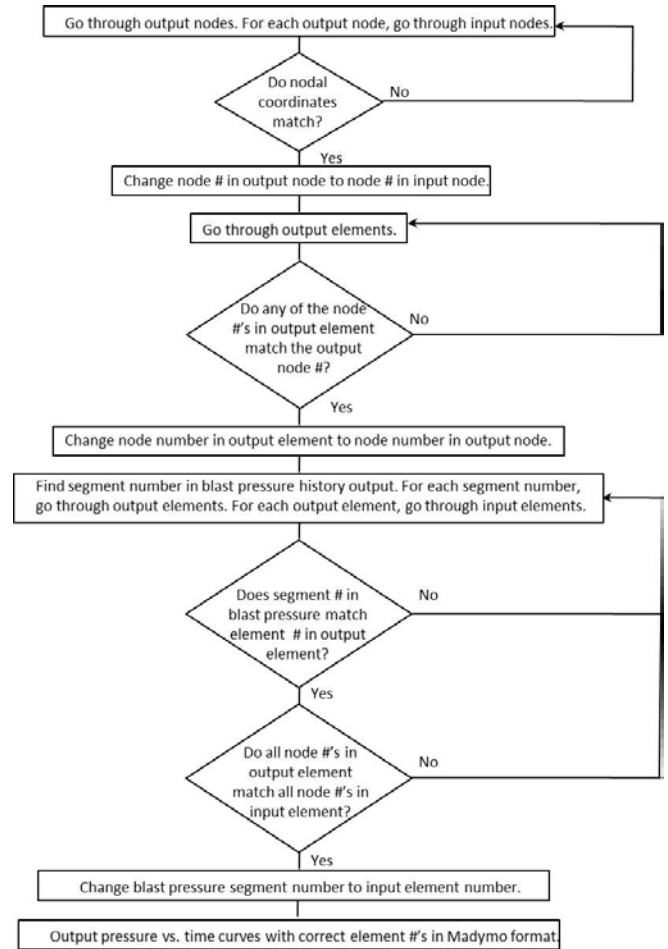 Go through output nodes. For each output node, go through input nodes.
Do nodal
coordinates
match?
No
Yes
Change node # in output node to node # in input node.
Go through output elements.
Do any of the node
#'s in output element
match the output
node #?
No
Yes
Change node number in output element to node number in output node.
Find segment number in blast pressure history output. For each segment number,
go through output elements. For each output element, go through input elements.
Does segment # in
blast pressure match
element # in output
element?
No
Yes
Do all node #'s in
output element
match all node #'s in
input element?
No
Yes
Change blast pressure segment number to input element number.
Output pressure vs. time curves with correct element #'s in Madymo format.